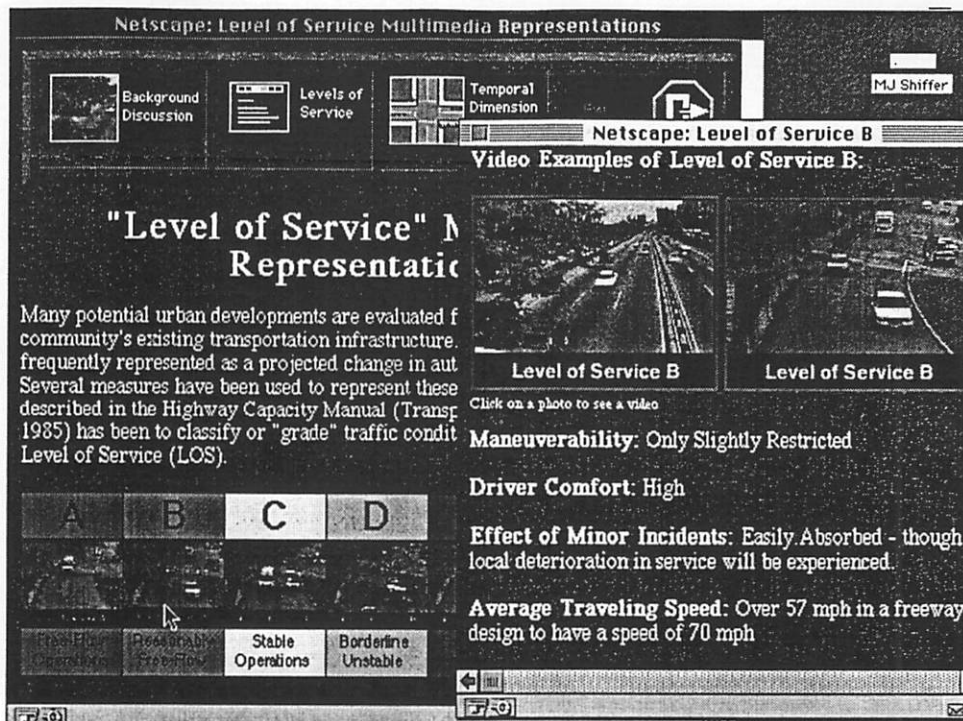 Netscape: Level of Service Multimedia Representations
Background
Discussion
Levels of
Service
Temporal
Dimension
MJ Shiffer
"Level of Service" M
Representatic
Many potential urban developments are evaluated f
community's existing transportation infrastructure.
frequently represented as a projected change in aut
Several measures have been used to represent these
described in the Highway Capacity Manual (Transp
1985) has been to classify or "grade" traffic condit
Level of Service (LOS).
A
B
C
D
Free-Flow
Operations
Reasonable
Free-Flow
Stable
Operations
Borderline
Unstable
Netscape: Level of Service B
Video Examples of Level of Service B:
Level of Service B
Level of Service B
Click on a photo to see a video
Maneuverability: Only Slightly Restricted
Driver Comfort: High
Effect of Minor Incidents: Easily Absorbed - though
local deterioration in service will be experienced.
Average Traveling Speed: Over 57 mph in a freeway
design to have a speed of 70 mph